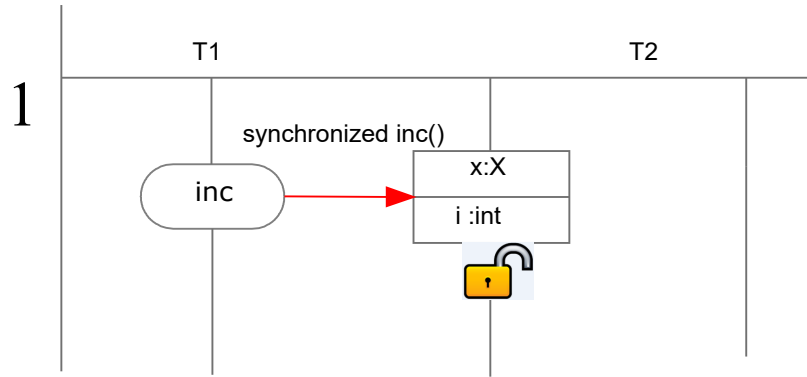 T1
T2
1
synchronized inc()
x:X
inc
i :int